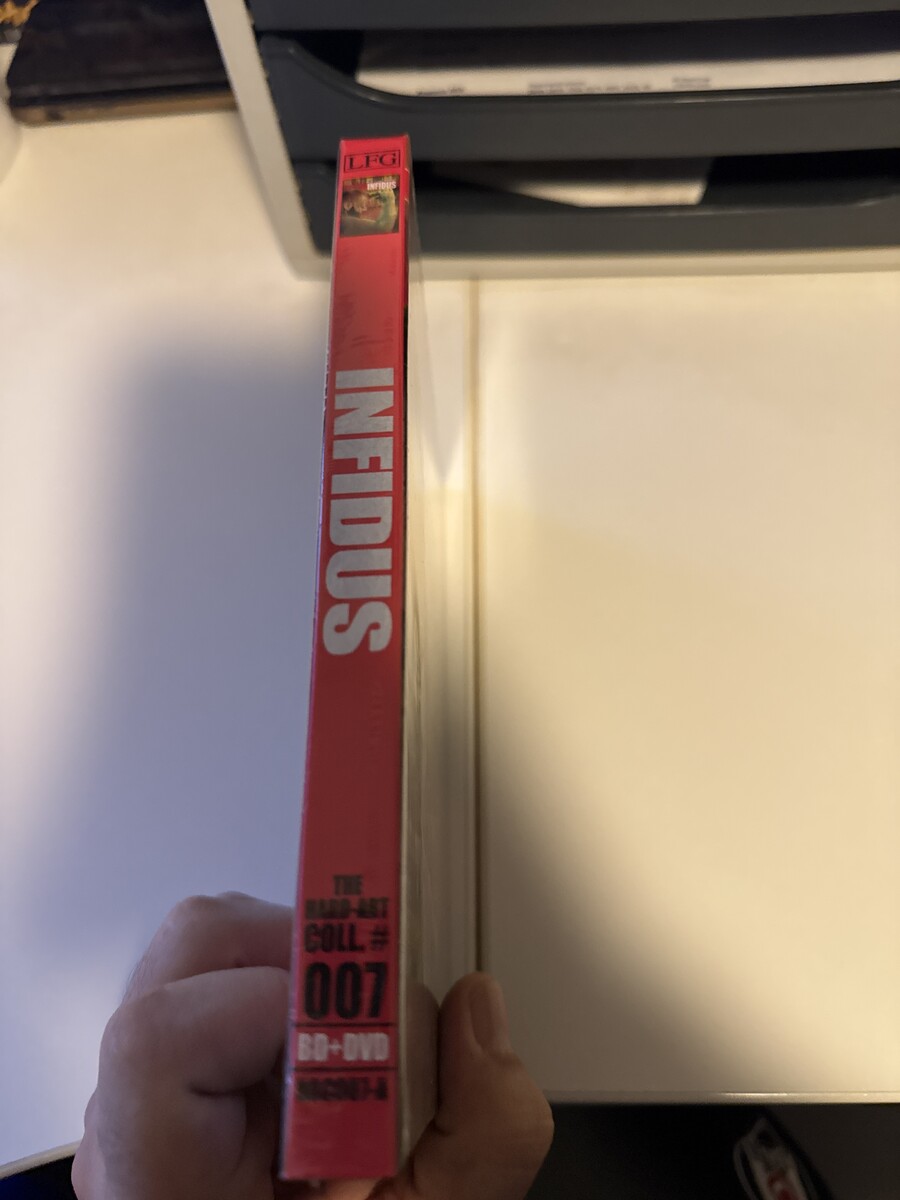 LFG
INFIDUS
INFIDUS
THE
HARD-ART
COLL. #
007
BD+DVD